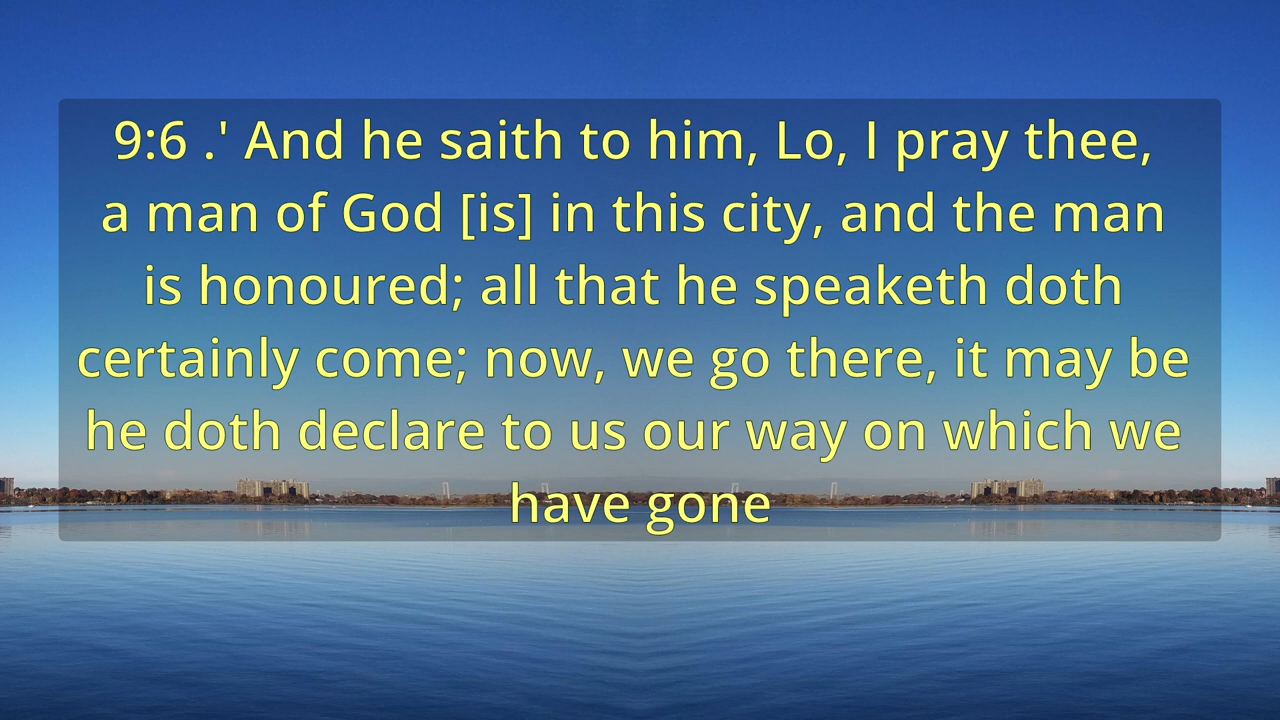 9:6 .' And he saith to him, Lo, I pray thee,
a man of God [is] in this city, and the man
is honoured; all that he speaketh doth
certainly come; now, we go there, it may be
he doth declare to us our way on which we
have gone